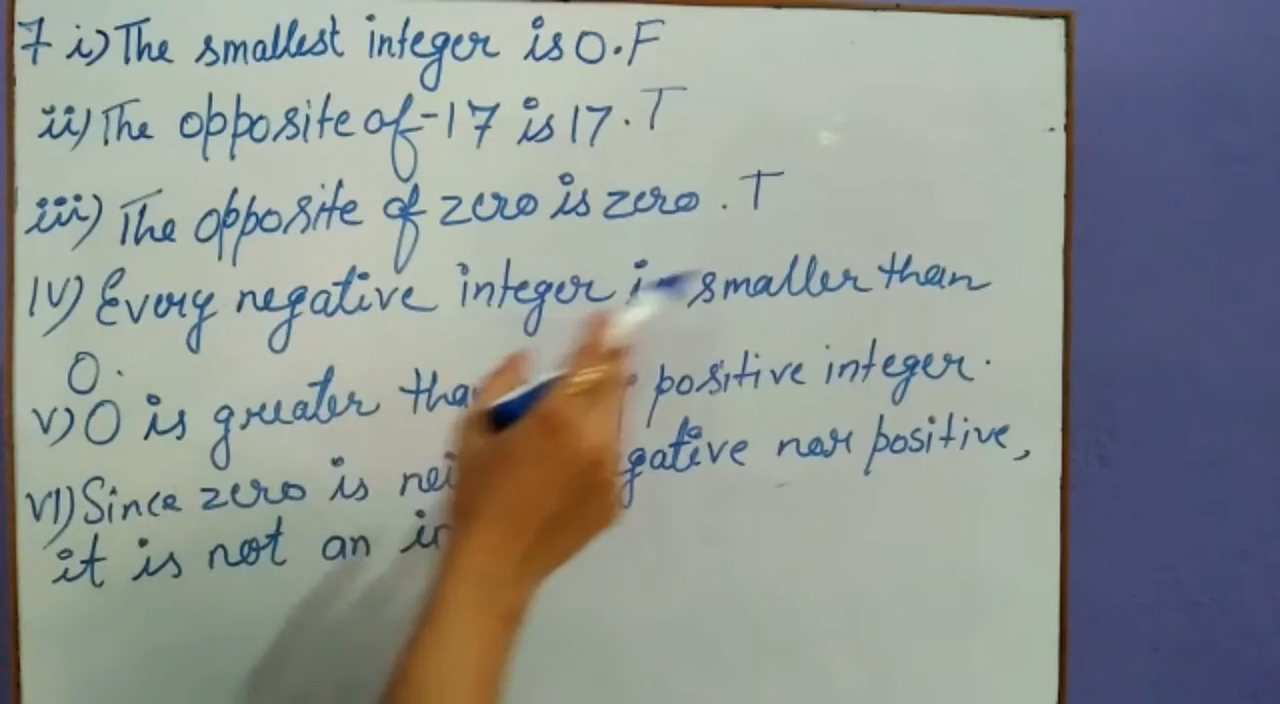 7 i) The smallest integer is 0. F
ii) The opposite of -17 is 17. T
iii) The opposite of zero is zero. T
IV) Every negative integer is smaller than
0.
V) 0 is greater positive integer.
VI) Since zero is nor positive,
it is not an